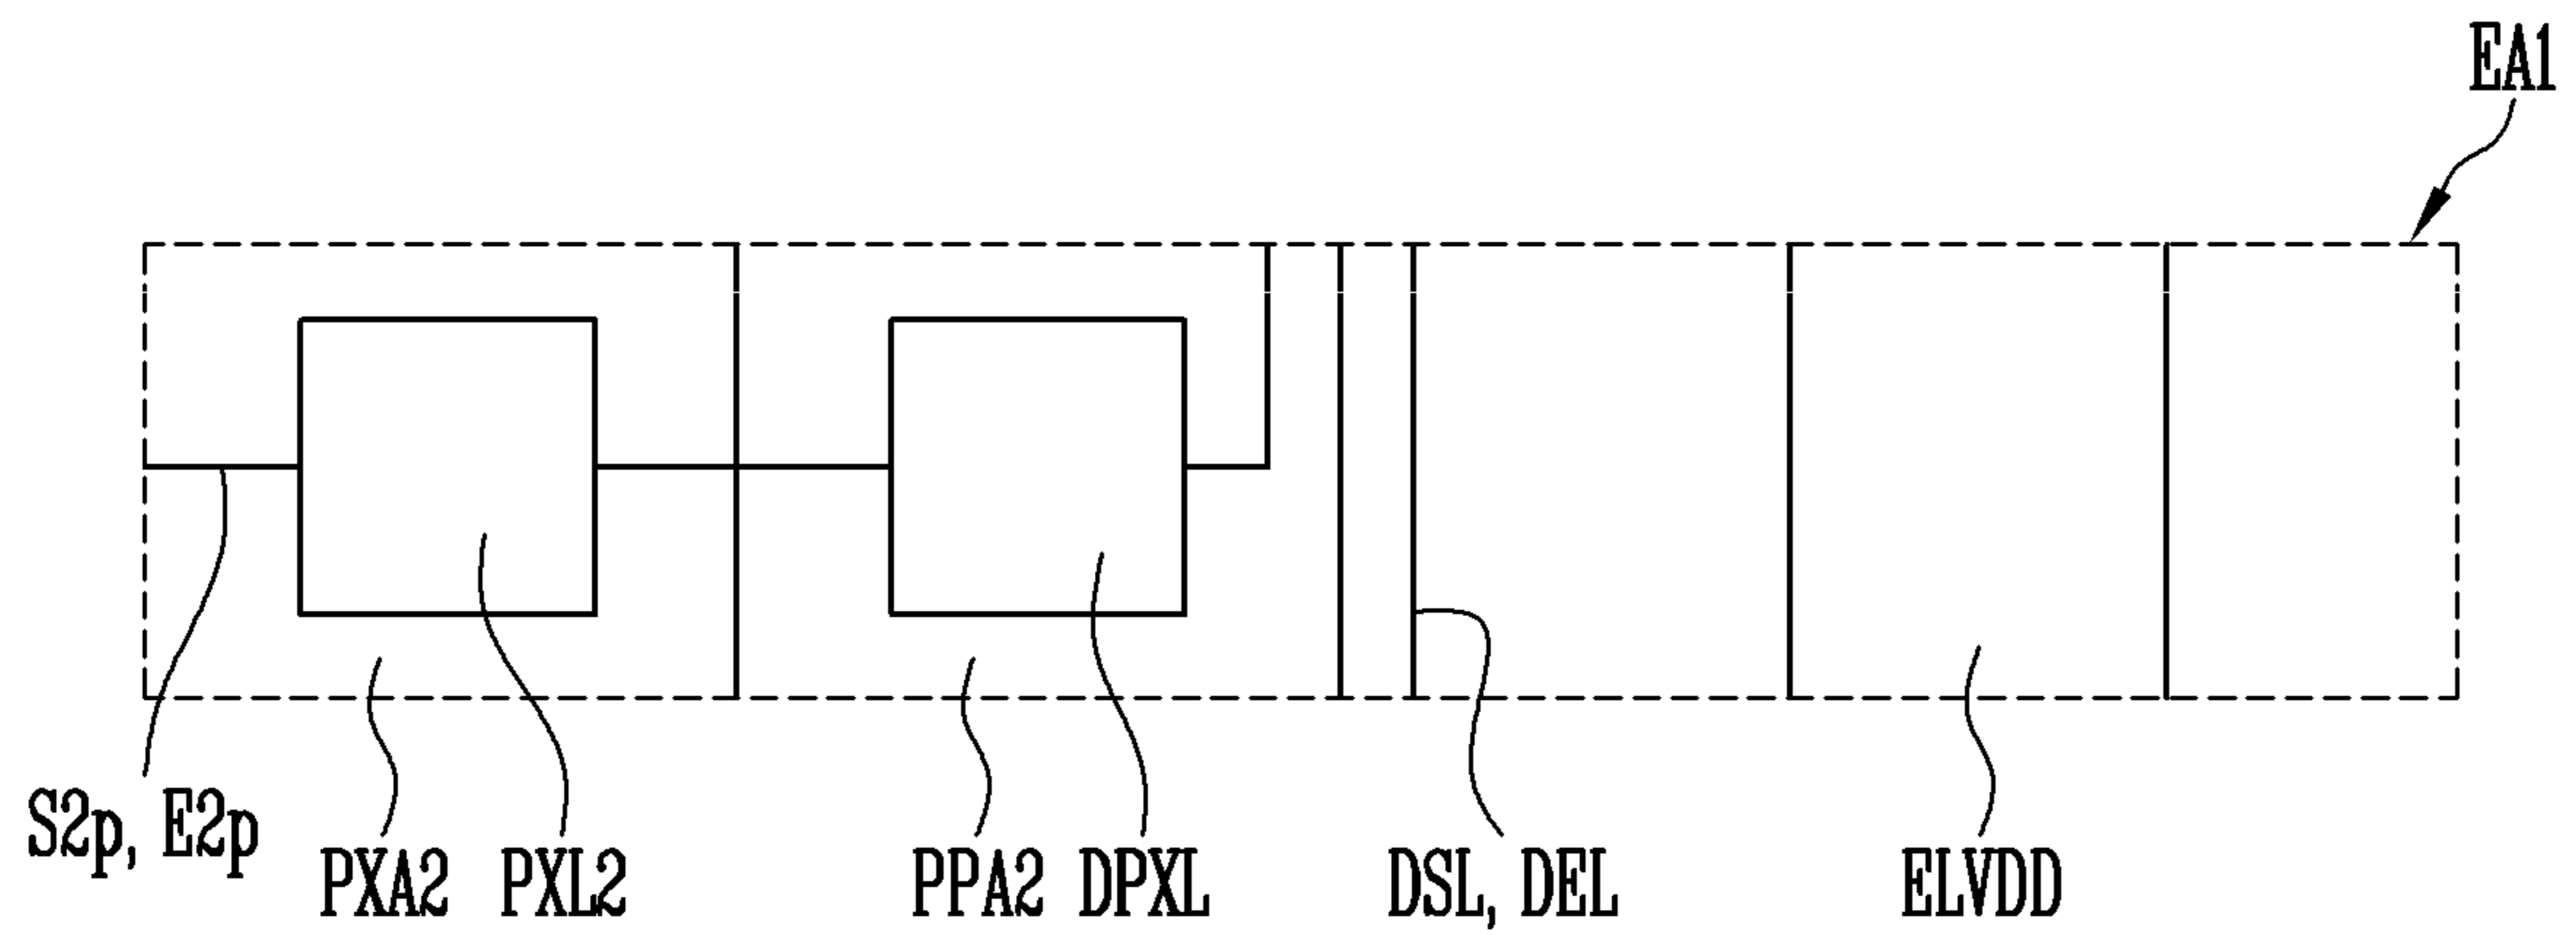 EA1
S2p, E2p
PXA2
PXL2
PPA2
DPXL
DSL, DEL
ELVDD